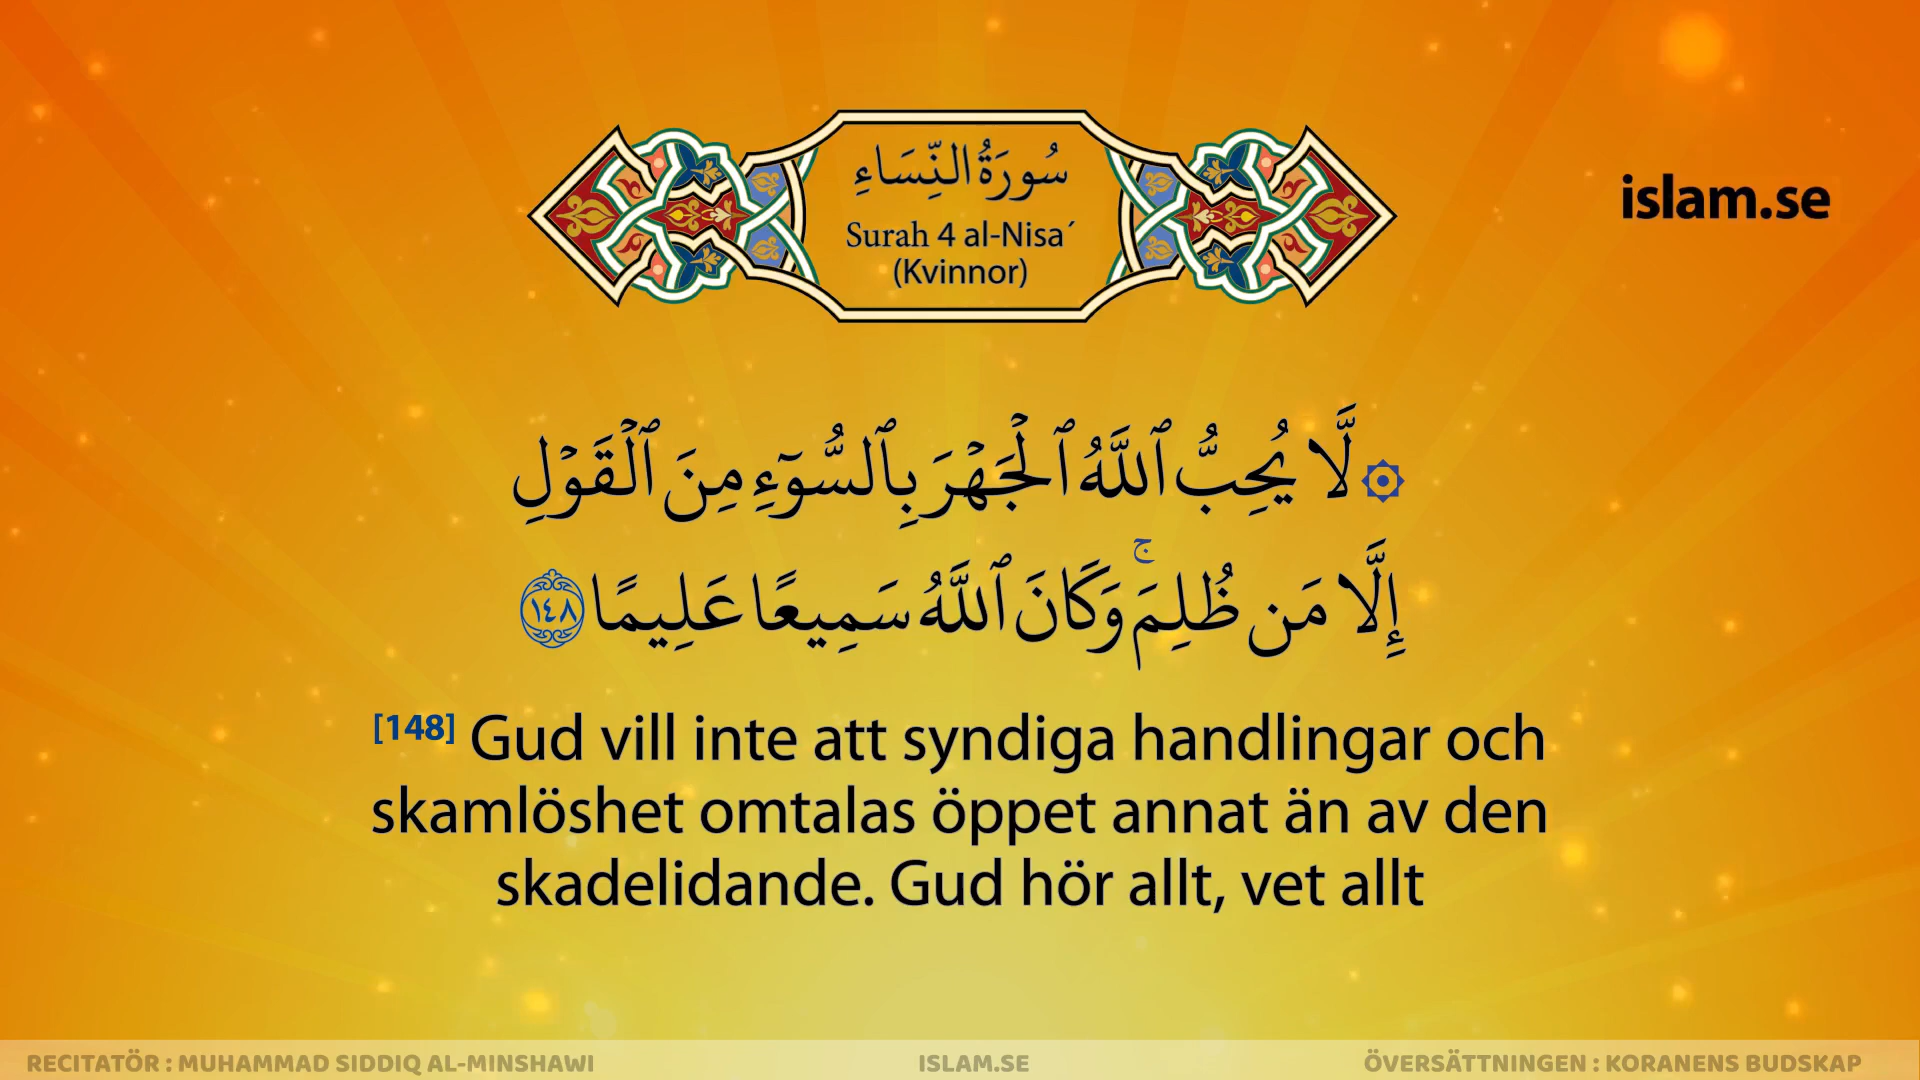 سُورَةُ النِّسَاءِ
Surah 4 al-Nisa´
(Kvinnor)
islam.se
۞ لَّا يُحِبُّ ٱللَّهُ ٱلْجَهْرَ بِٱلسُّوٓءِ مِنَ ٱلْقَوْلِ
إِلَّا مَن ظُلِمَ ۚ وَكَانَ ٱللَّهُ سَمِيعًا عَلِيمًا ١٤٨
[148] Gud vill inte att syndiga handlingar och
skamlöshet omtalas öppet annat än av den
skadelidande. Gud hör allt, vet allt
RECITATÖR : MUHAMMAD SIDDIQ AL-MINSHAWI
ISLAM.SE
ÖVERSÄTTNINGEN : KORANENS BUDSKAP